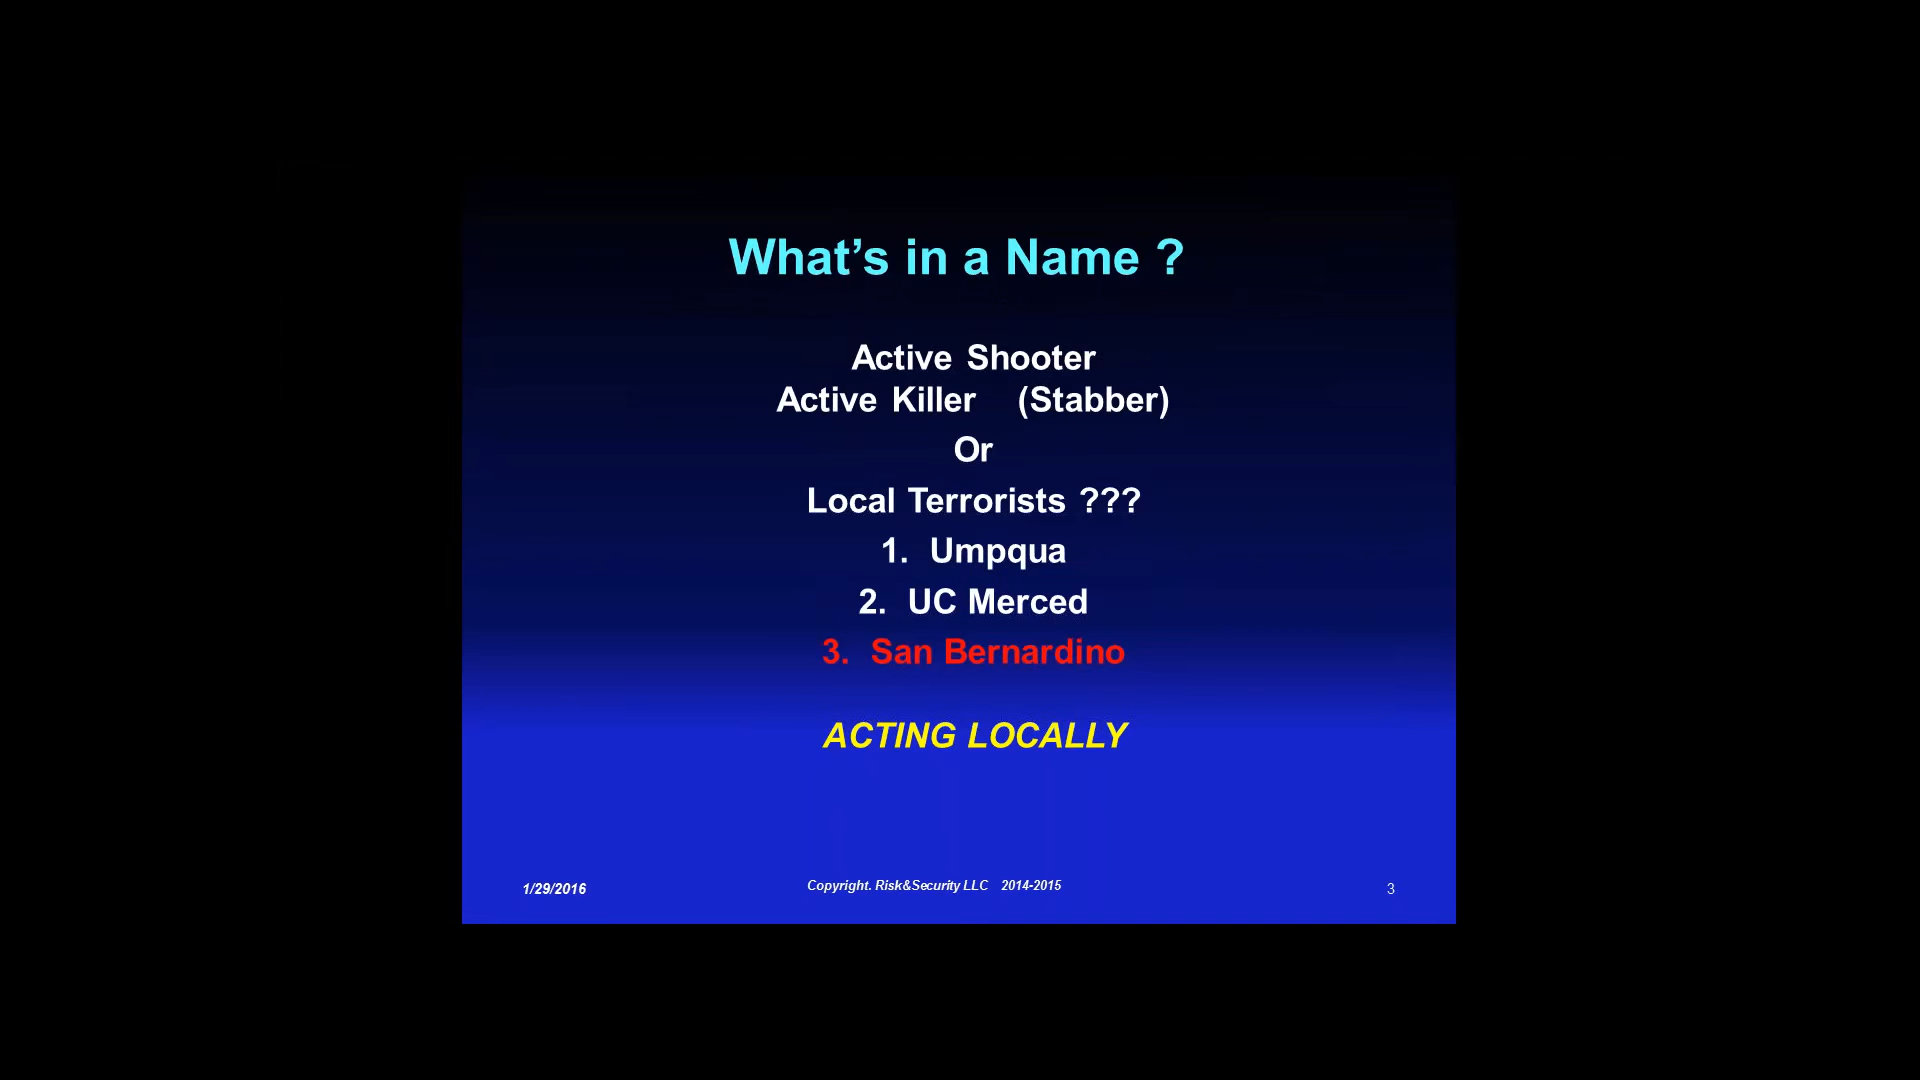 What’s in a Name ?
Active Shooter
Active Killer (Stabber)
Or
Local Terrorists ???
1. Umpqua
2. UC Merced
3. San Bernardino
ACTING LOCALLY
1/29/2016
Copyright. Risk&Security LLC 2014-2015
3